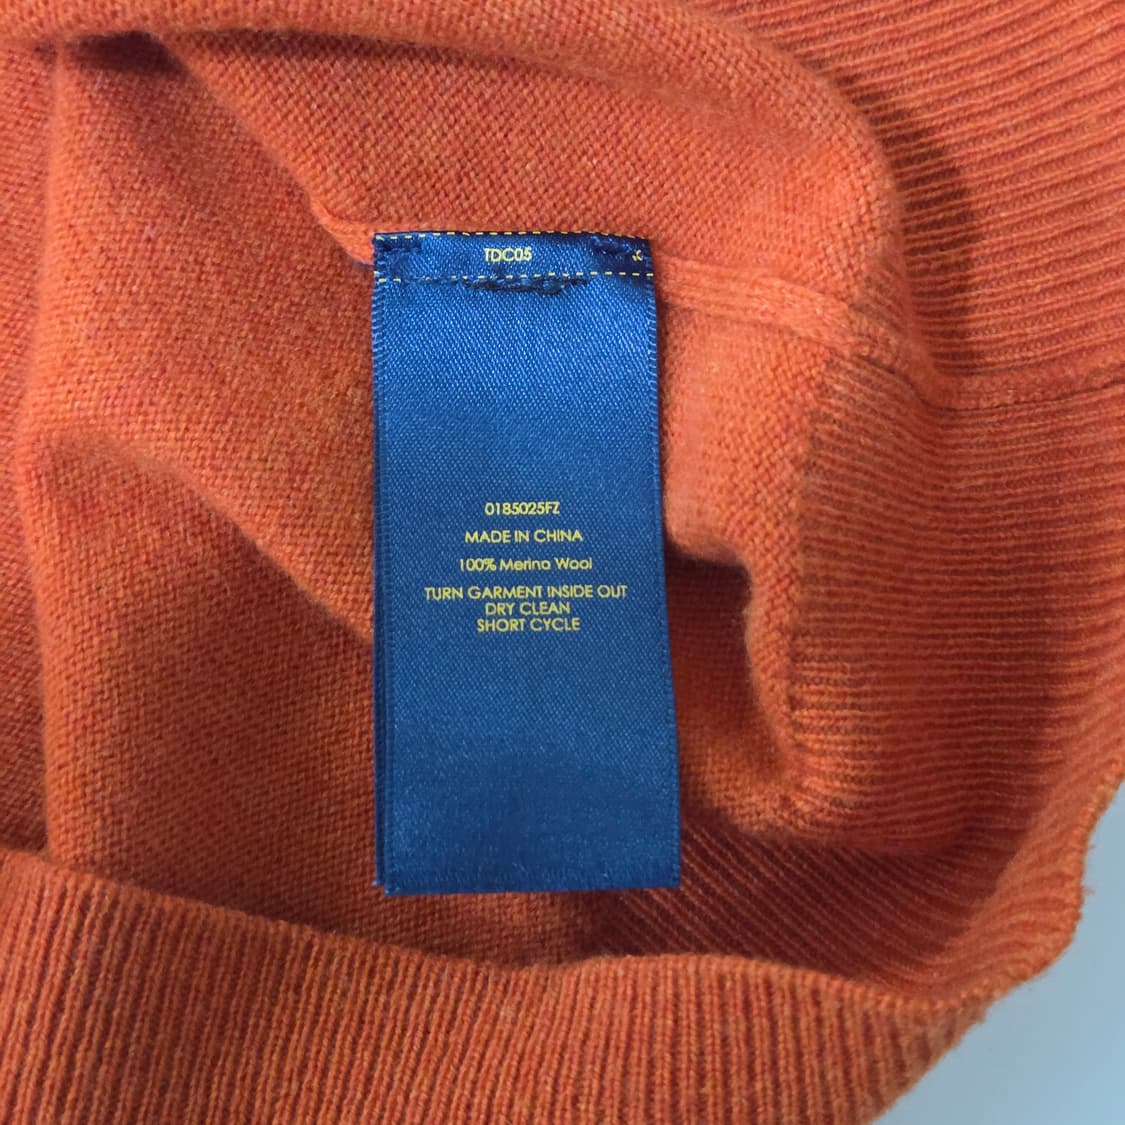 TDC05
0185025FZ
MADE IN CHINA
100% Merino Wool
TURN GARMENT INSIDE OUT
DRY CLEAN
SHORT CYCLE